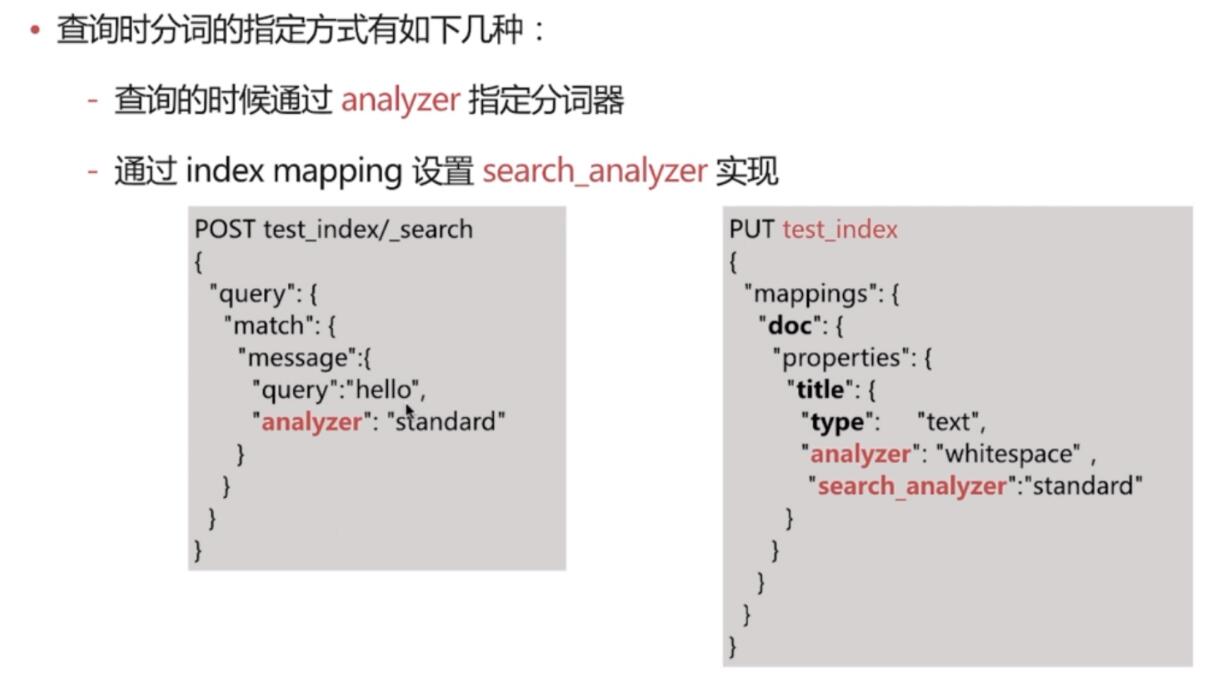 • 查询时分词的指定方式有如下几种：
- 查询的时候通过 analyzer 指定分词器
- 通过 index mapping 设置 search_analyzer 实现
POST test_index/_search
{
"query": {
"match": {
"message":{
"query":"hello",
"analyzer": "standard"
}
}
}
}
PUT test_index
{
"mappings": {
"doc": {
"properties": {
"title": {
"type": "text",
"analyzer": "whitespace" ,
"search_analyzer":"standard"
}
}
}
}
}